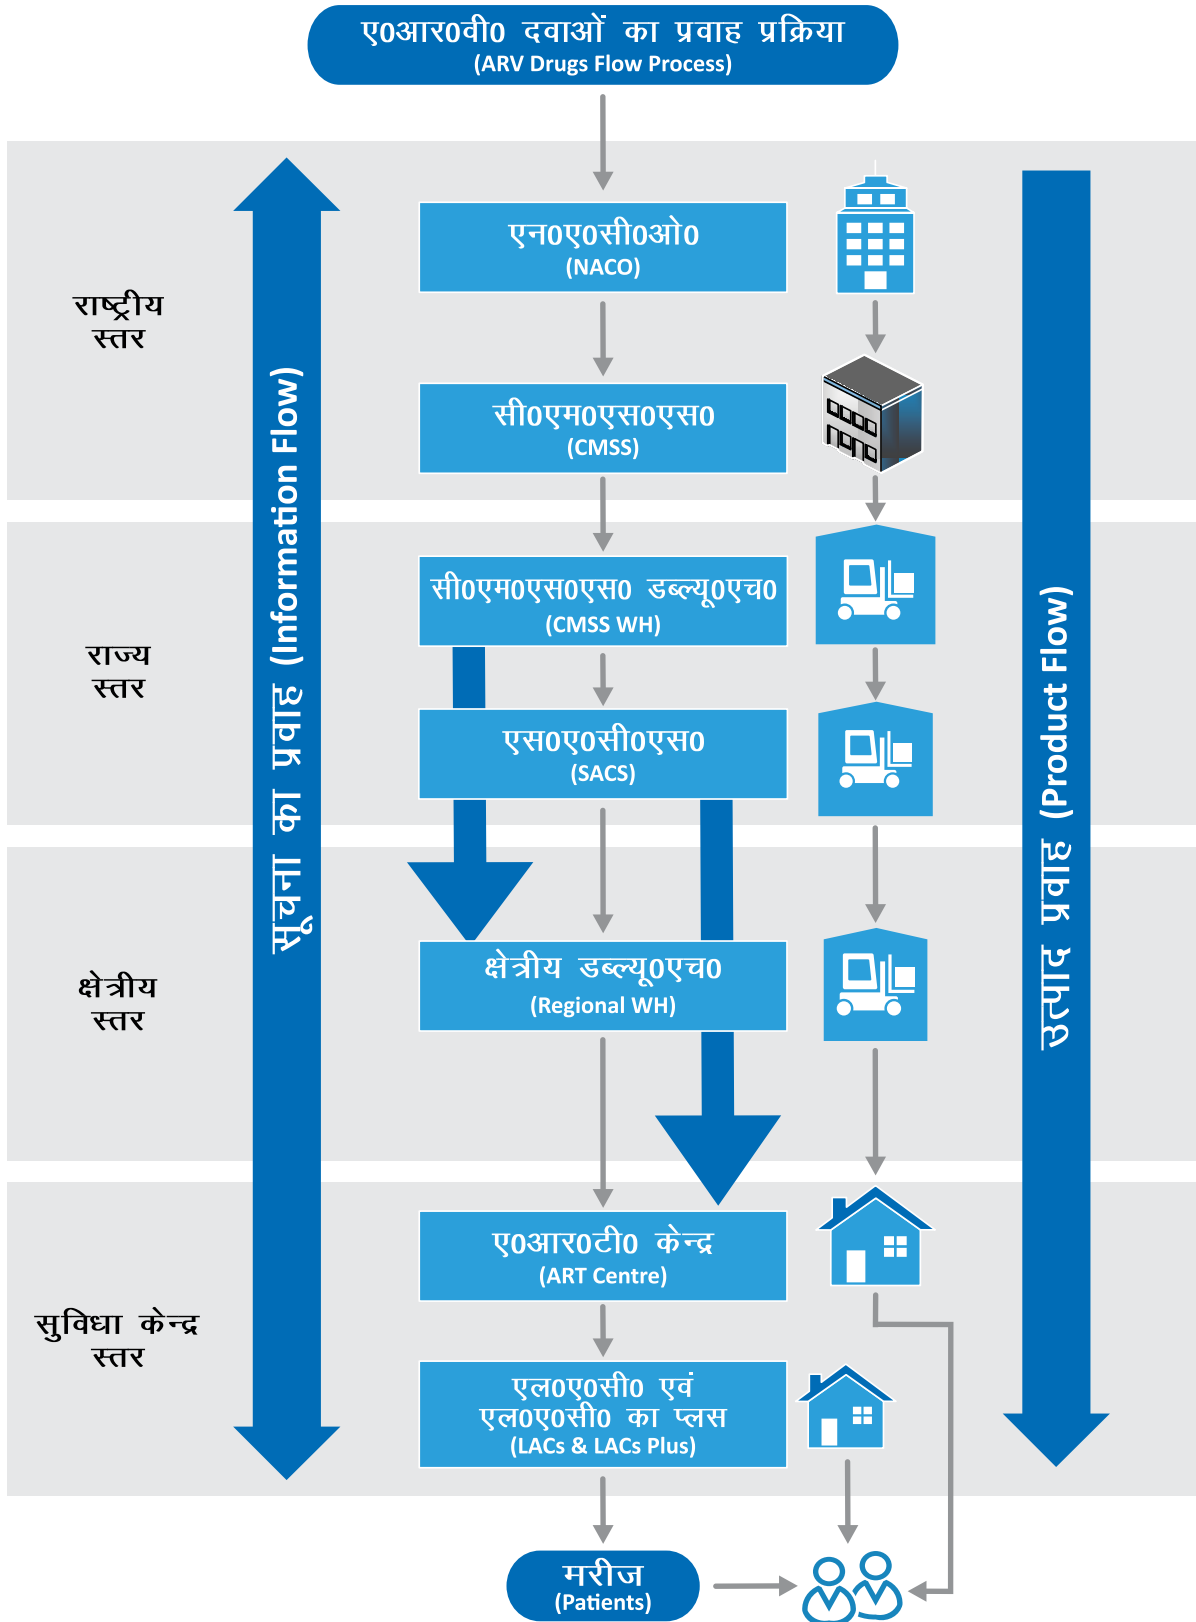 ए0आर0वी0 दवाओं का प्रवाह प्रक्रिया
(ARV Drugs Flow Process)
राष्ट्रीय
स्तर
एन0ए0सी0ओ0
(NACO)
सी0एम0एस0एस0
(CMSS)
सूचना का प्रवाह (Information Flow)
उत्पाद प्रवाह (Product Flow)
राज्य
स्तर
सी0एम0एस0एस0 डब्ल्यू0एच0
(CMSS WH)
एस0ए0सी0एस0
(SACS)
क्षेत्रीय
स्तर
क्षेत्रीय डब्ल्यू0एच0
(Regional WH)
सुविधा केन्द्र
स्तर
ए0आर0टी0 केन्द्र
(ART Centre)
एल0ए0सी0 एवं
एल0ए0सी0 का प्लस
(LACs & LACs Plus)
मरीज
(Patients)